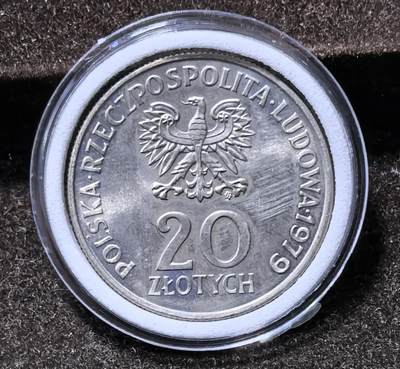 POLSKA·RZECZPOSPOLITA·LUDOWA·1979
20
ZŁOTYCH